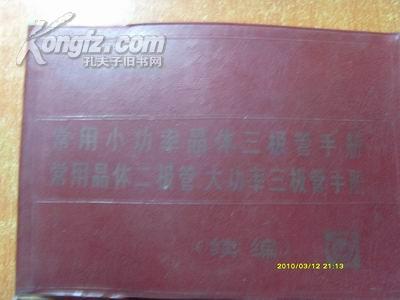 Kongfz.com
孔夫子旧书网
常用小功率晶体三极管手册
常用晶体二极管、大功率三极管手册
(续编)
2010/03/12 21:13